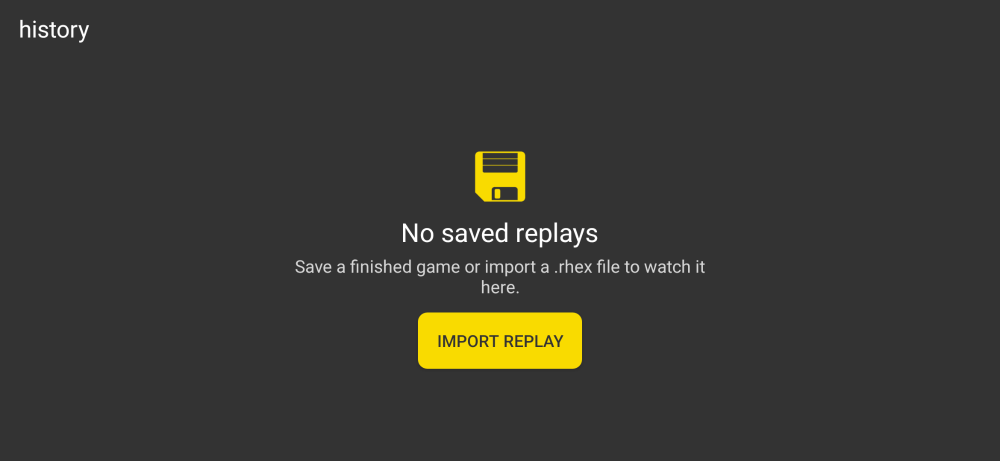 history
No saved replays
Save a finished game or import a .rhex file to watch it
here.
IMPORT REPLAY